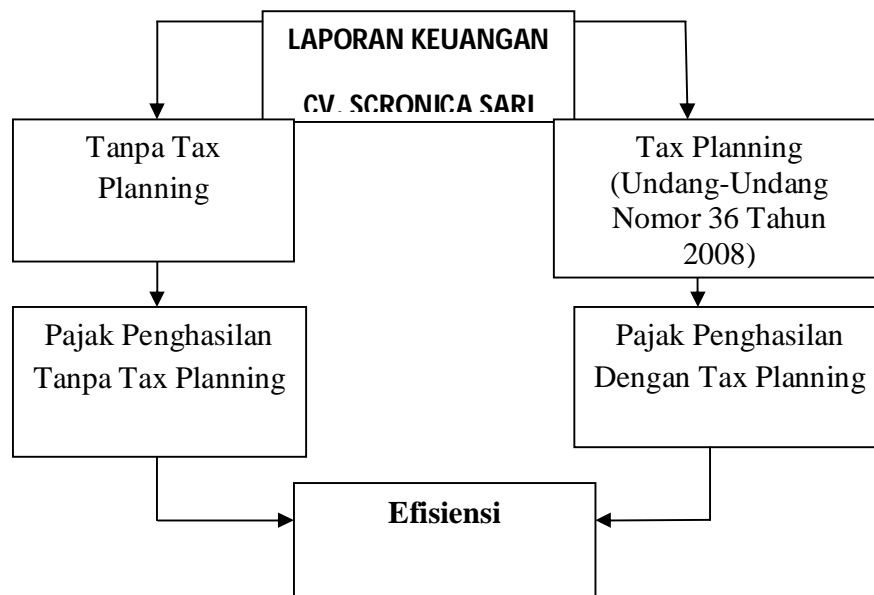 LAPORAN KEUANGAN
CV. SCRONICA SARI
Tanpa Tax
Planning
Tax Planning
(Undang-Undang
Nomor 36 Tahun
2008)
Pajak Penghasilan
Tanpa Tax Planning
Pajak Penghasilan
Dengan Tax Planning
Efisiensi